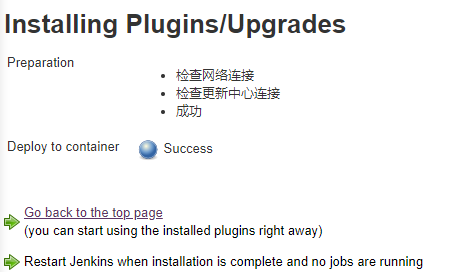 Installing Plugins/Upgrades
Preparation
检查网络连接
检查更新中心连接
成功
Deploy to container
Success
Go back to the top page
(you can start using the installed plugins right away)
Restart Jenkins when installation is complete and no jobs are running